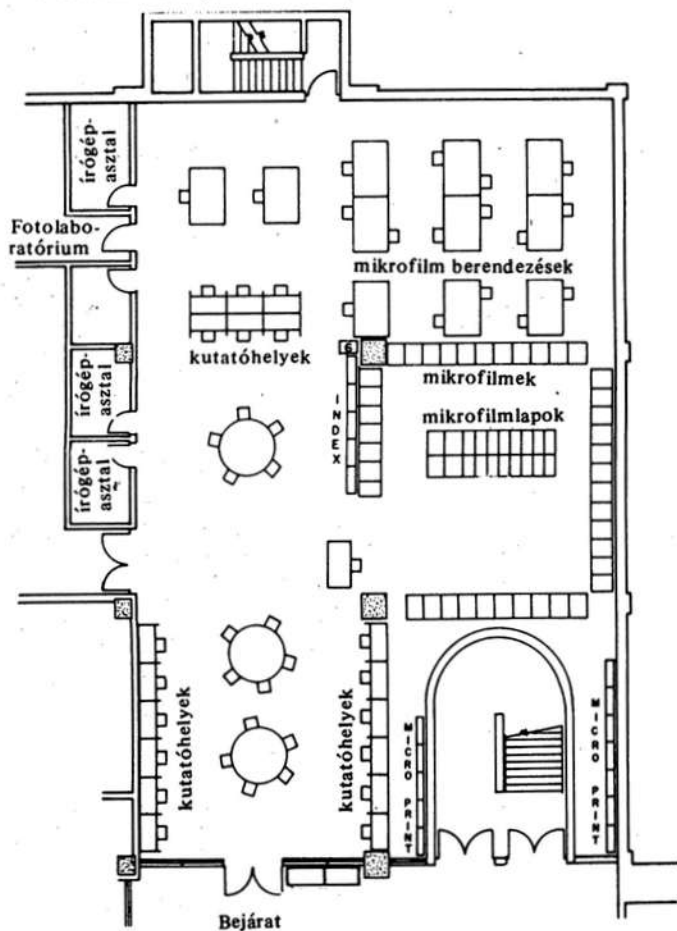 írógép-
asztal
Fotolabo-
ratórium
mikrofilm berendezések
kutatóhelyek
mikrofilmek
írógép-
asztal
INDEX
mikrofilmlapok
írógép-
asztal
kutatóhelyek
kutatóhelyek
MICRO PRINT
MICRO PRINT
Bejárat